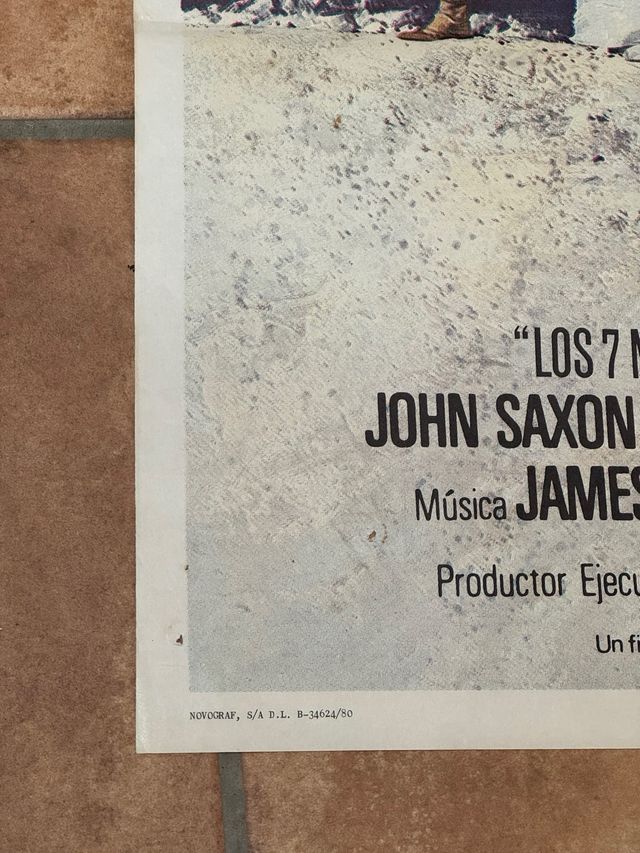 “LOS 7
JOHN SAXON
Música JAMES
Productor Ejecu
Un fi
NOVOGRAF, S/A D.L. B-34624/80